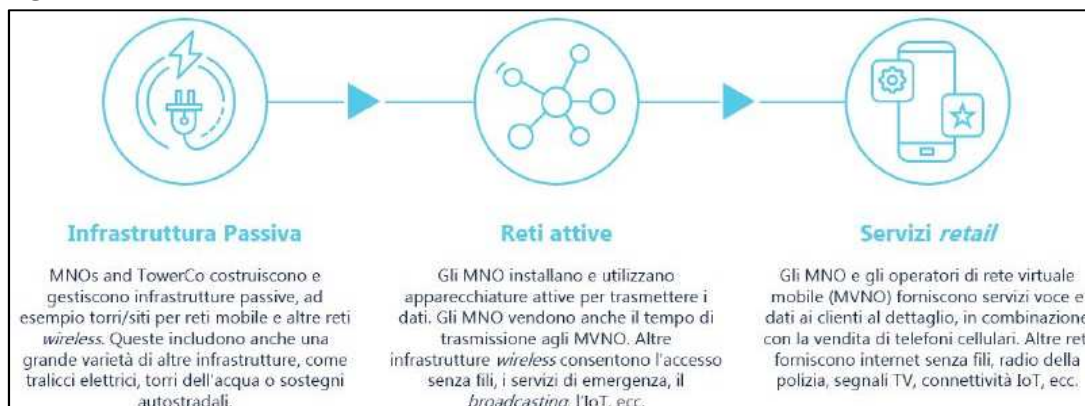 Infrastruttura Passiva
MNOs and TowerCo costruiscono e
gestiscono infrastrutture passive, ad
esempio torri/siti per reti mobile e altre reti
wireless. Queste includono anche una
grande varietà di altre infrastrutture, come
tralicci elettrici, torri dell'acqua o sostegni
autostradali.
Reti attive
Gli MNO installano e utilizzano
apparecchiature attive per trasmettere i
dati. Gli MNO vendono anche il tempo di
trasmissione agli MVNO. Altre
infrastrutture wireless consentono l'accesso
senza fili, i servizi di emergenza, il
broadcasting, l'IoT, ecc.
Servizi retail
Gli MNO e gli operatori di rete virtuale
mobile (MVNO) forniscono servizi voce e
dati ai clienti al dettaglio, in combinazione
con la vendita di telefoni cellulari. Altre ret
forniscono internet senza fili, radio della
polizia, segnali TV, connettività IoT, ecc.